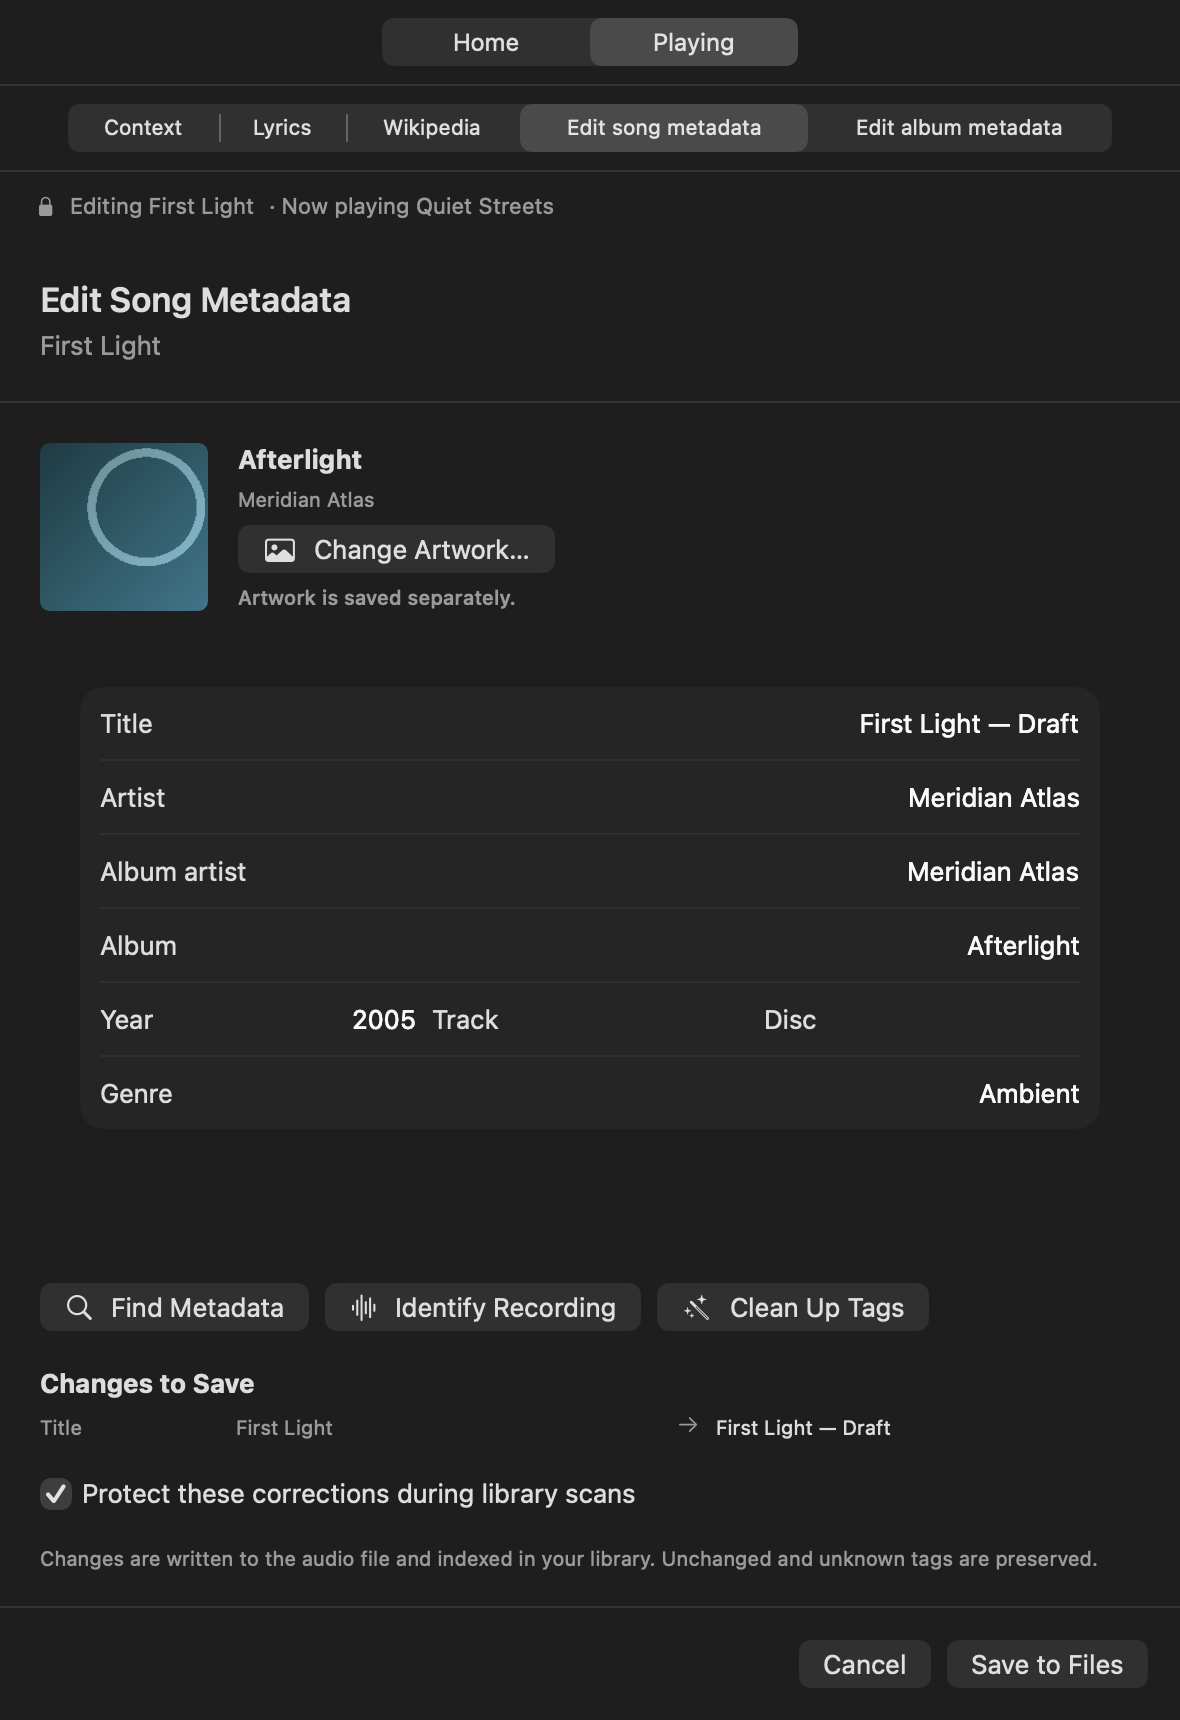 Home Playing
Context Lyrics Wikipedia Edit song metadata Edit album metadata
Editing First Light · Now playing Quiet Streets
Edit Song Metadata
First Light
Afterlight
Meridian Atlas
Change Artwork...
Artwork is saved separately.
Title First Light — Draft
Artist Meridian Atlas
Album artist Meridian Atlas
Album Afterlight
Year 2005 Track Disc
Genre Ambient
Find Metadata Identify Recording Clean Up Tags
Changes to Save
Title First Light → First Light — Draft
Protect these corrections during library scans
Changes are written to the audio file and indexed in your library. Unchanged and unknown tags are preserved.
Cancel Save to Files